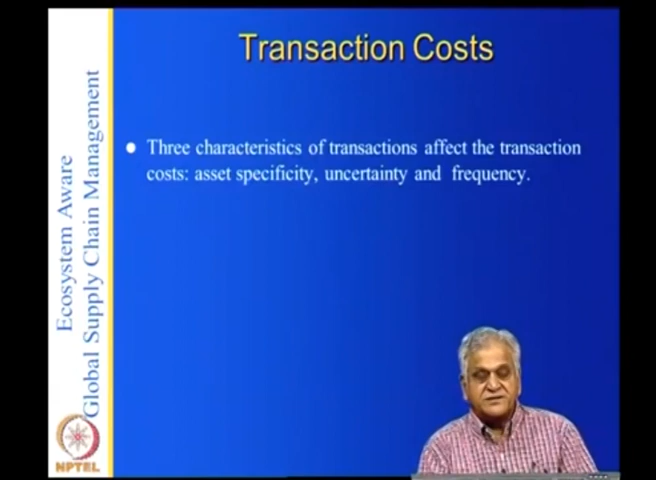 Transaction Costs
Three characteristics of transactions affect the transaction
costs: asset specificity, uncertainty and frequency.
Ecosystem Aware
Global Supply Chain Management
NPTEL